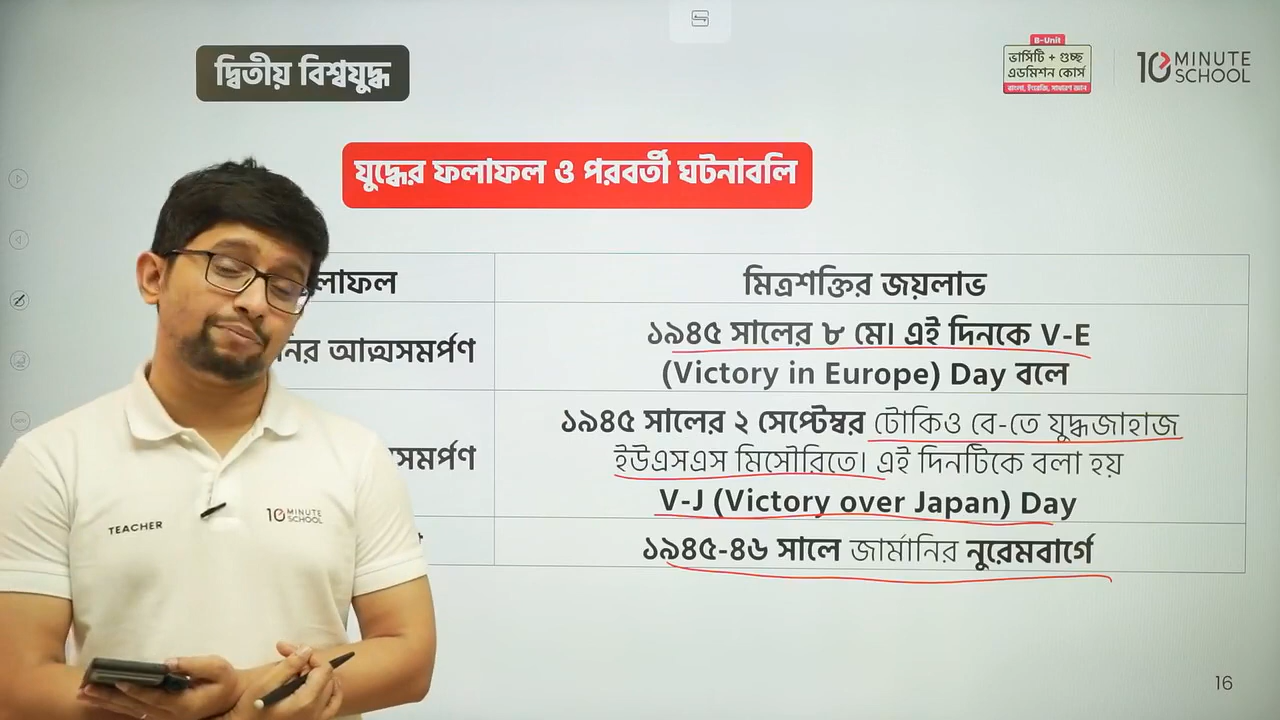 দ্বিতীয় বিশ্বযুদ্ধ
B-Unit
ভার্সিটি + গুচ্ছ
এডমিশন কোর্স
বাংলা, ইংরেজি, সাধারণ জ্ঞান
10 MINUTE
SCHOOL
যুদ্ধের ফলাফল ও পরবর্তী ঘটনাবলি
লাফল
মিত্রশক্তির জয়লাভ
নির আত্মসমর্পণ
১৯৪৫ সালের ৮ মে। এই দিনকে V-E
(Victory in Europe) Day বলে
সমর্পণ
১৯৪৫ সালের ২ সেপ্টেম্বর টোকিও বে-তে যুদ্ধজাহাজ
ইউএসএস মিসৌরিতে। এই দিনটিকে বলা হয়
V-J (Victory over Japan) Day
১৯৪৫-৪৬ সালে জার্মানির নুরেমবার্গে
TEACHER
10 MINUTE
SCHOOL
16